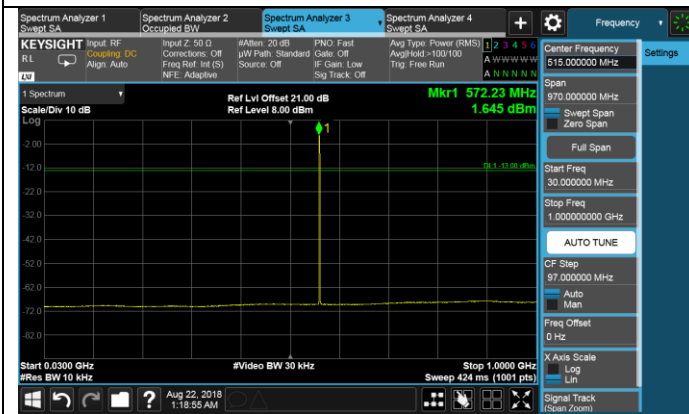 Spectrum Analyzer 1
Swept SA
Spectrum Analyzer 2
Occupied BW
Spectrum Analyzer 3
Swept SA
Spectrum Analyzer 4
Swept SA
+
Frequency
KEYSIGHT
RL
LXI
Input: RF
Coupling: DC
Align: Auto
Input Z: 50 Ω
Corrections: Off
Freq Ref: Int (S)
NFE: Adaptive
#Atten: 20 dB
µW Path: Standard
Source: Off
PNO: Fast
Gate: Off
IF Gain: Low
Sig Track: Off
Avg Type: Power (RMS)
Avg|Hold:>100/100
Trig: Free Run
1 2 3 4 5 6
A W W W W W
A N N N N N
1 Spectrum
Scale/Div 10 dB
Log
Ref Lvl Offset 21.00 dB
Ref Level 8.00 dBm
Mkr1 572.23 MHz
1.645 dBm
1
-2.00
-12.0
DL1 -13.00 dBm
-22.0
-32.0
-42.0
-52.0
-62.0
-72.0
-82.0
Start 0.0300 GHz
#Res BW 10 kHz
#Video BW 30 kHz
Stop 1.0000 GHz
Sweep 424 ms (1001 pts)
Aug 22, 2018
1:18:55 AM
?
Center Frequency
515.000000 MHz
Settings
Span
970.000000 MHz
Swept Span
Zero Span
Full Span
Start Freq
30.000000 MHz
Stop Freq
1.000000000 GHz
AUTO TUNE
CF Step
97.000000 MHz
Auto
Man
Freq Offset
0 Hz
X Axis Scale
Log
Lin
Signal Track
(Span Zoom)